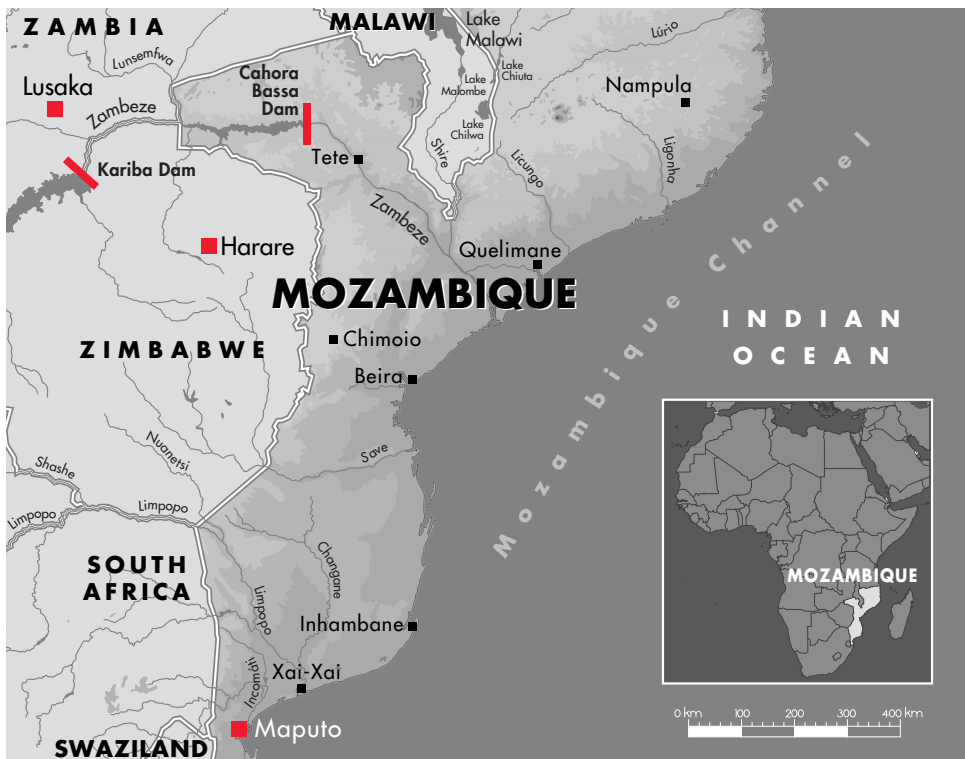 ZAMBIA
MALAWI
Lake
Malawi
Lúrio
Lunsemfwa
Cahora
Bassa
Dam
Lake
Chiuta
Lake
Malombe
Nampula
Lusaka
Zambeze
Lake
Chilwa
Kariba Dam
Tete
Shire
Licungo
Ligonha
Zambeze
Harare
Quelimane
MOZAMBIQUE
Mozambique Channel
INDIAN
OCEAN
Chimoio
ZIMBABWE
Beira
Nuanetsi
Save
Shashe
Limpopo
Limpopo
SOUTH
AFRICA
Changane
Limpopo
MOZAMBIQUE
Inhambane
Xai-Xai
Incomáti
Maputo
SWAZILAND
0 km 100 200 300 400 km